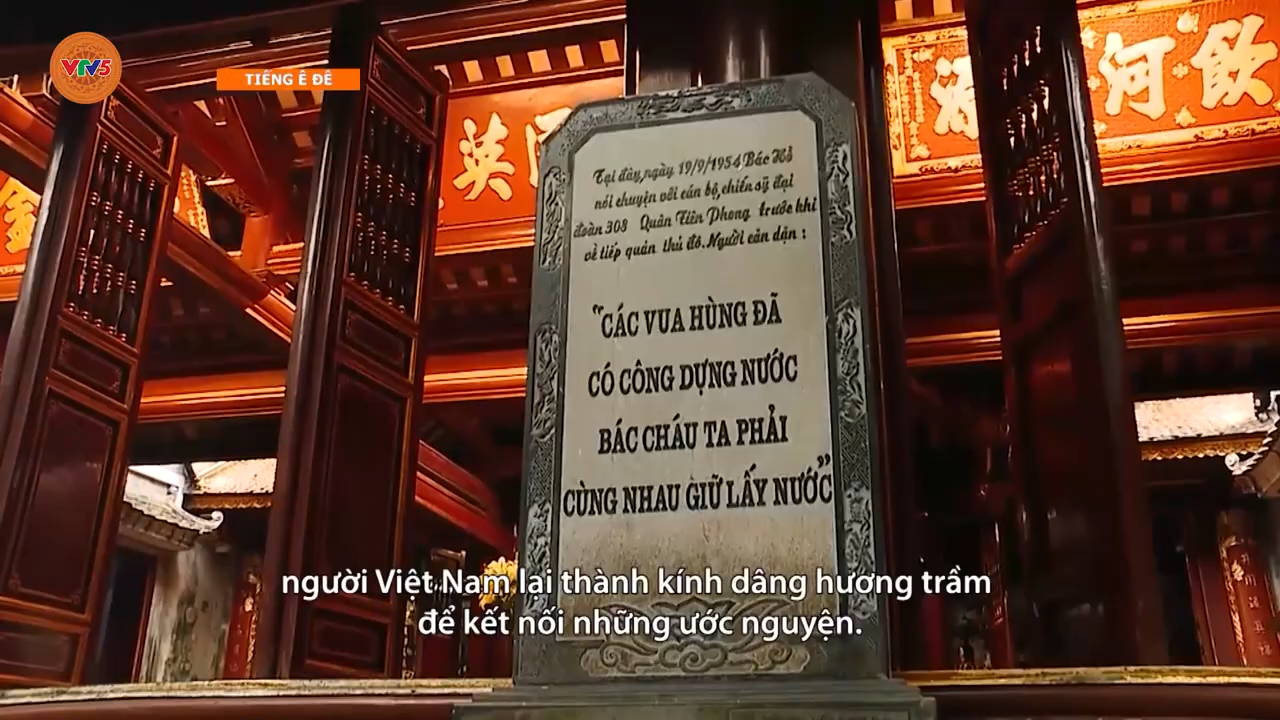 VTV5
TIẾNG Ê ĐÊ
英
飲河
Tại đây, ngày 19/9/1954 Bác Hồ
nói chuyện với cán bộ, chiến sỹ đại
đoàn 308 Quân Tiên Phong trước khi
về tiếp quản thủ đô. Người căn dặn :
"CÁC VUA HÙNG ĐÃ
CÓ CÔNG DỰNG NƯỚC
BÁC CHÁU TA PHẢI
CÙNG NHAU GIỮ LẤY NƯỚC"
người Việt Nam lại thành kính dâng hương trầm
để kết nối những ước nguyện.